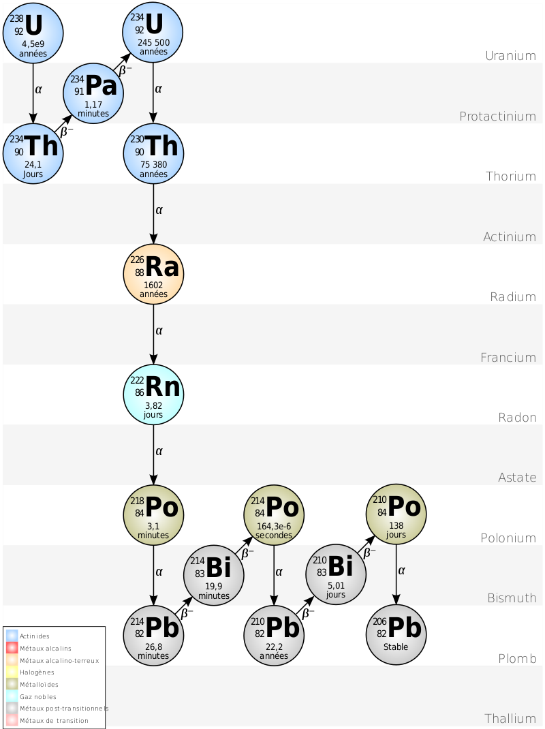 238
92
U
4,5e9
années
234
92
U
245 500
années
Uranium
α
β⁻
α
234
91
Pa
1,17
minutes
Protactinium
β⁻
234
90
Th
24,1
Jours
230
90
Th
75 380
années
Thorium
α
Actinium
226
88
Ra
1602
années
Radium
α
Francium
222
86
Rn
3,82
jours
Radon
α
Astate
218
84
Po
3,1
minutes
214
84
Po
164,3e-6
secondes
210
84
Po
138
jours
Polonium
α
β⁻
α
β⁻
α
214
83
Bi
19,9
minutes
210
83
Bi
5,01
jours
Bismuth
β⁻
β⁻
214
82
Pb
26,8
minutes
210
82
Pb
22,2
années
206
82
Pb
Stable
Plomb
Actinides
Métaux alcalins
Métaux alcalino-terreux
Halogènes
Métalloïdes
Gaz nobles
Métaux post-transitionnels
Métaux de transition
Thallium